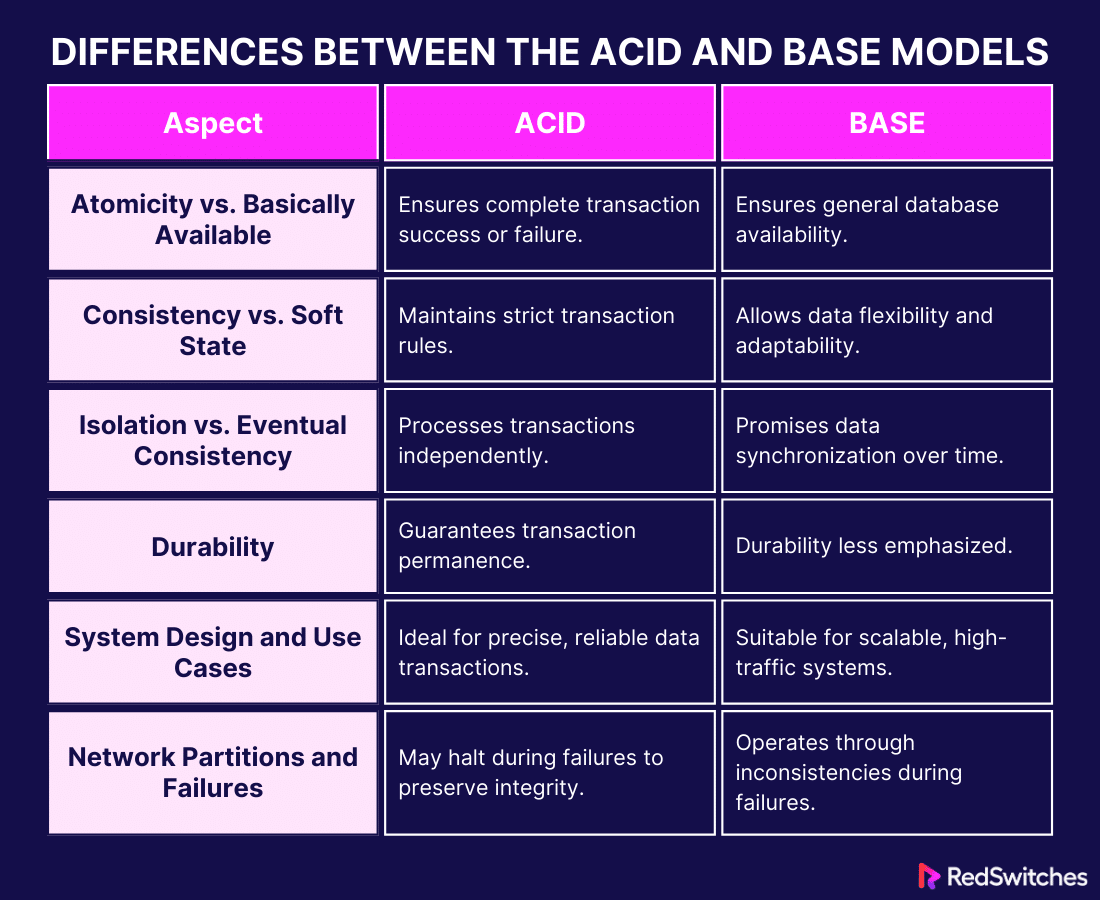 DIFFERENCES BETWEEN THE ACID AND BASE MODELS
Aspect
ACID
BASE
Atomicity vs. Basically
Available
Ensures complete transaction
success or failure.
Ensures general database
availability.
Consistency vs. Soft
State
Maintains strict transaction
rules.
Allows data flexibility and
adaptability.
Isolation vs. Eventual
Consistency
Processes transactions
independently.
Promises data
synchronization over time.
Durability
Guarantees transaction
permanence.
Durability less emphasized.
System Design and Use
Cases
Ideal for precise, reliable data
transactions.
Suitable for scalable, high-
traffic systems.
Network Partitions and
Failures
May halt during failures to
preserve integrity.
Operates through
inconsistencies during
failures.
RedSwitches